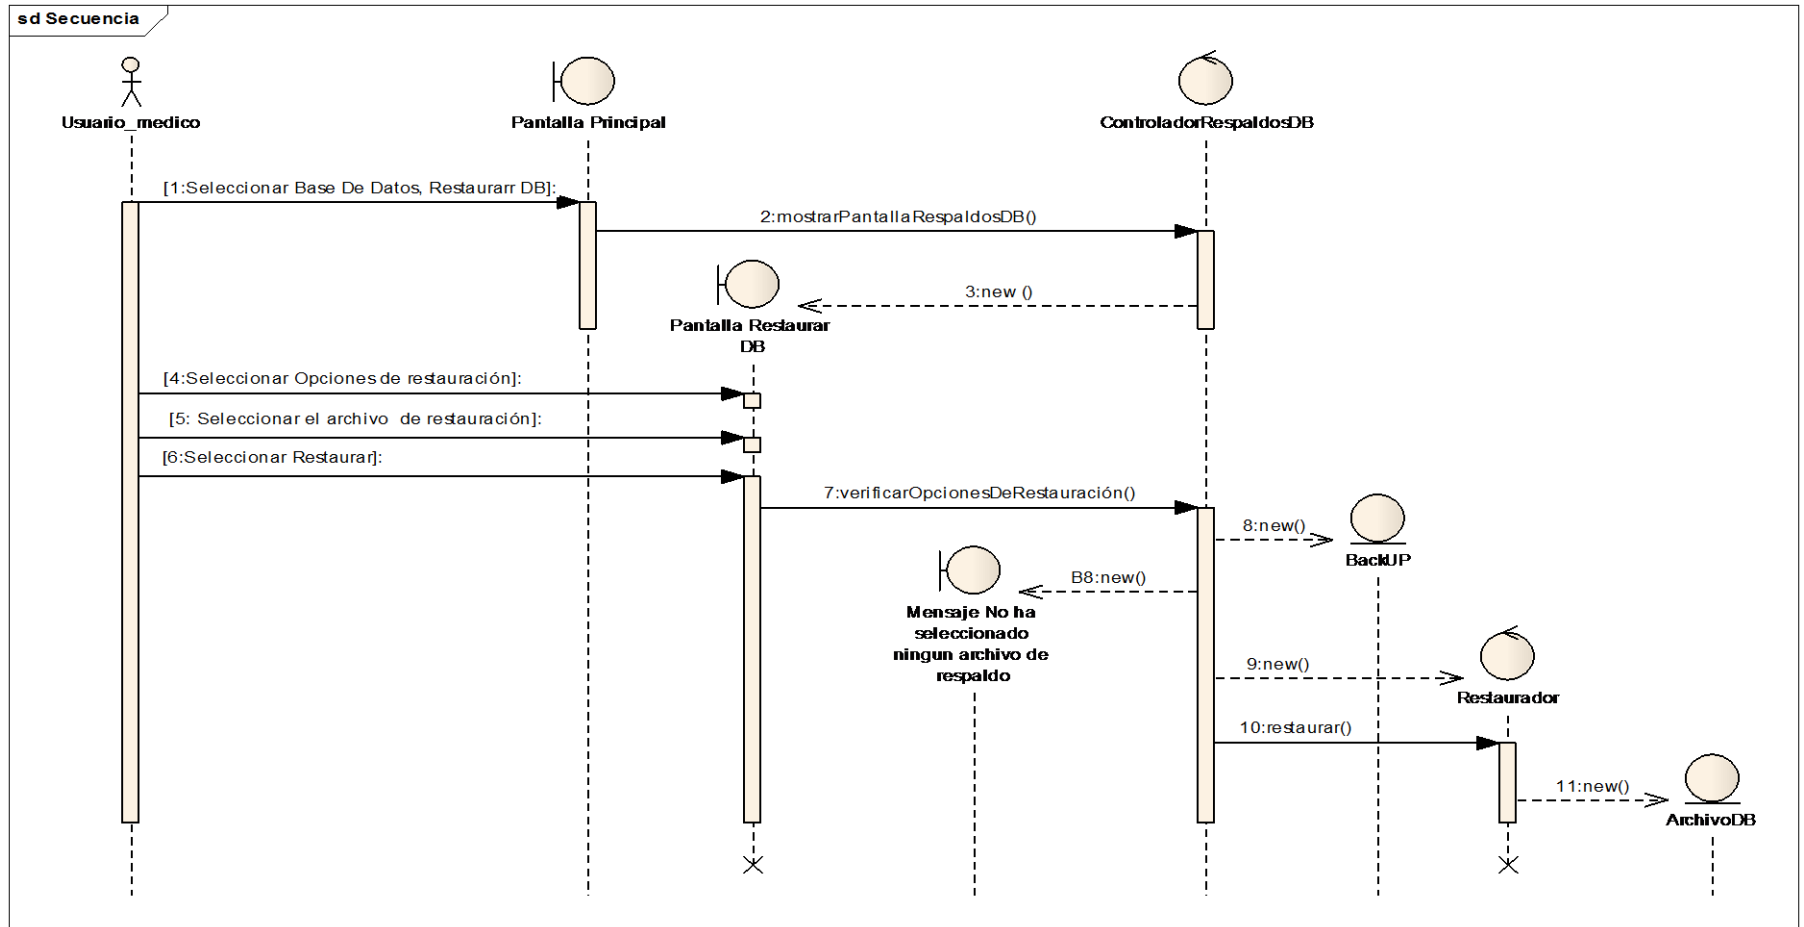 sd Secuencia
Usuario_medico
Pantalla Principal
ControladorRespaldosDB
[1:Seleccionar Base De Datos, Restaurarr DB]:
2:mostrarPantallaRespaldosDB()
3:new ()
Pantalla Restaurar
DB
[4:Seleccionar Opciones de restauración]:
[5: Seleccionar el archivo de restauración]:
[6:Seleccionar Restaurar]:
7:verificarOpcionesDeRestauración()
8:new()
BackUP
B8:new()
Mensaje No ha
seleccionado
ningun archivo de
respaldo
9:new()
Restaurador
10:restaurar()
11:new()
ArchivoDB